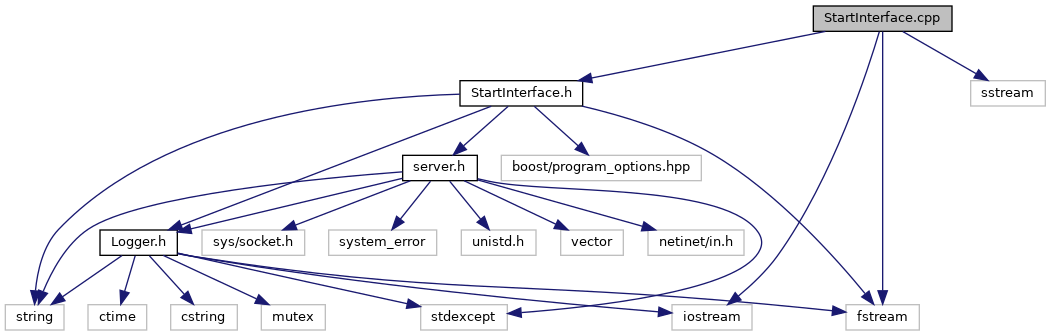 StartInterface.cpp
StartInterface.h
sstream
server.h
boost/program_options.hpp
Logger.h
sys/socket.h
system_error
unistd.h
vector
netinet/in.h
string
ctime
cstring
mutex
stdexcept
iostream
fstream